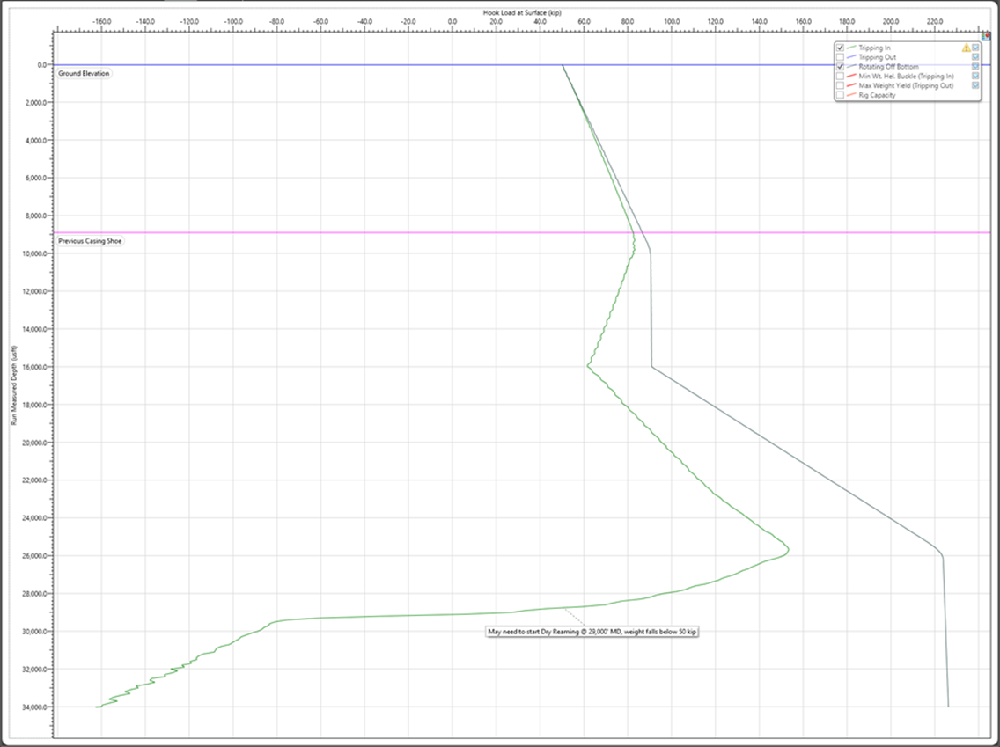 Hook Load at Surface (kip)
-160.0 -140.0 -120.0 -100.0 -80.0 -60.0 -40.0 -20.0 0.0 20.0 40.0 60.0 80.0 100.0 120.0 140.0 160.0 180.0 200.0 220.0
Tripping In
Tripping Out
Rotating Off Bottom
Min Wt. Hel. Buckle (Tripping In)
Max Weight Yield (Tripping Out)
Rig Capacity
0.0
Ground Elevation
2,000.0
4,000.0
6,000.0
8,000.0
Previous Casing Shoe
10,000.0
12,000.0
14,000.0
16,000.0
Run Measured Depth (usft)
18,000.0
20,000.0
22,000.0
24,000.0
26,000.0
28,000.0
May need to start Dry Reaming @ 29,000' MD, weight falls below 50 kip
30,000.0
32,000.0
34,000.0